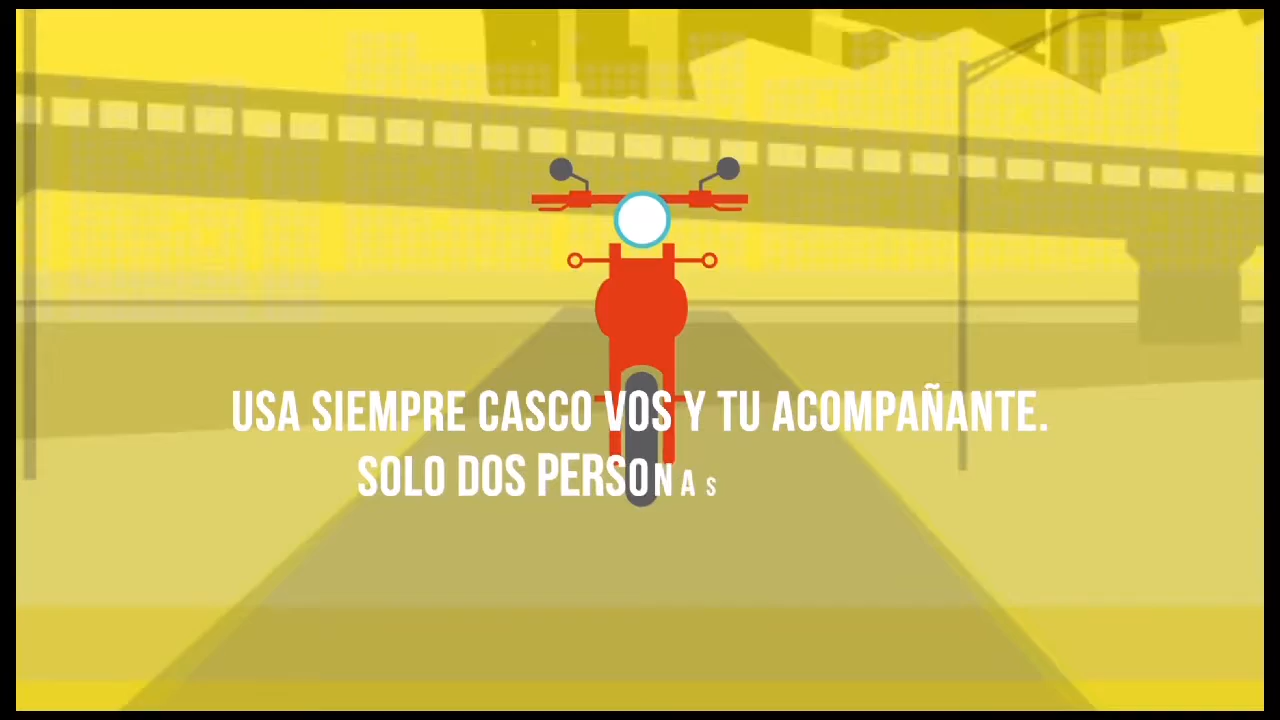 USA SIEMPRE CASCO VOS Y TU ACOMPAÑANTE.
SOLO DOS PERSONAS